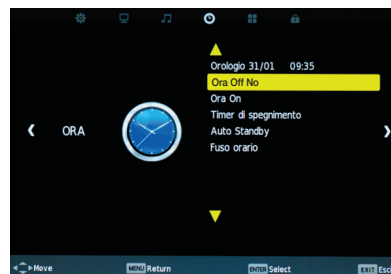 Orologio 31/01 09:35
Ora Off No
Ora On
ORA
Timer di spegnimento
Auto Standby
Fuso orario
Move
MENU Return
ENTER Select
EXIT Esc